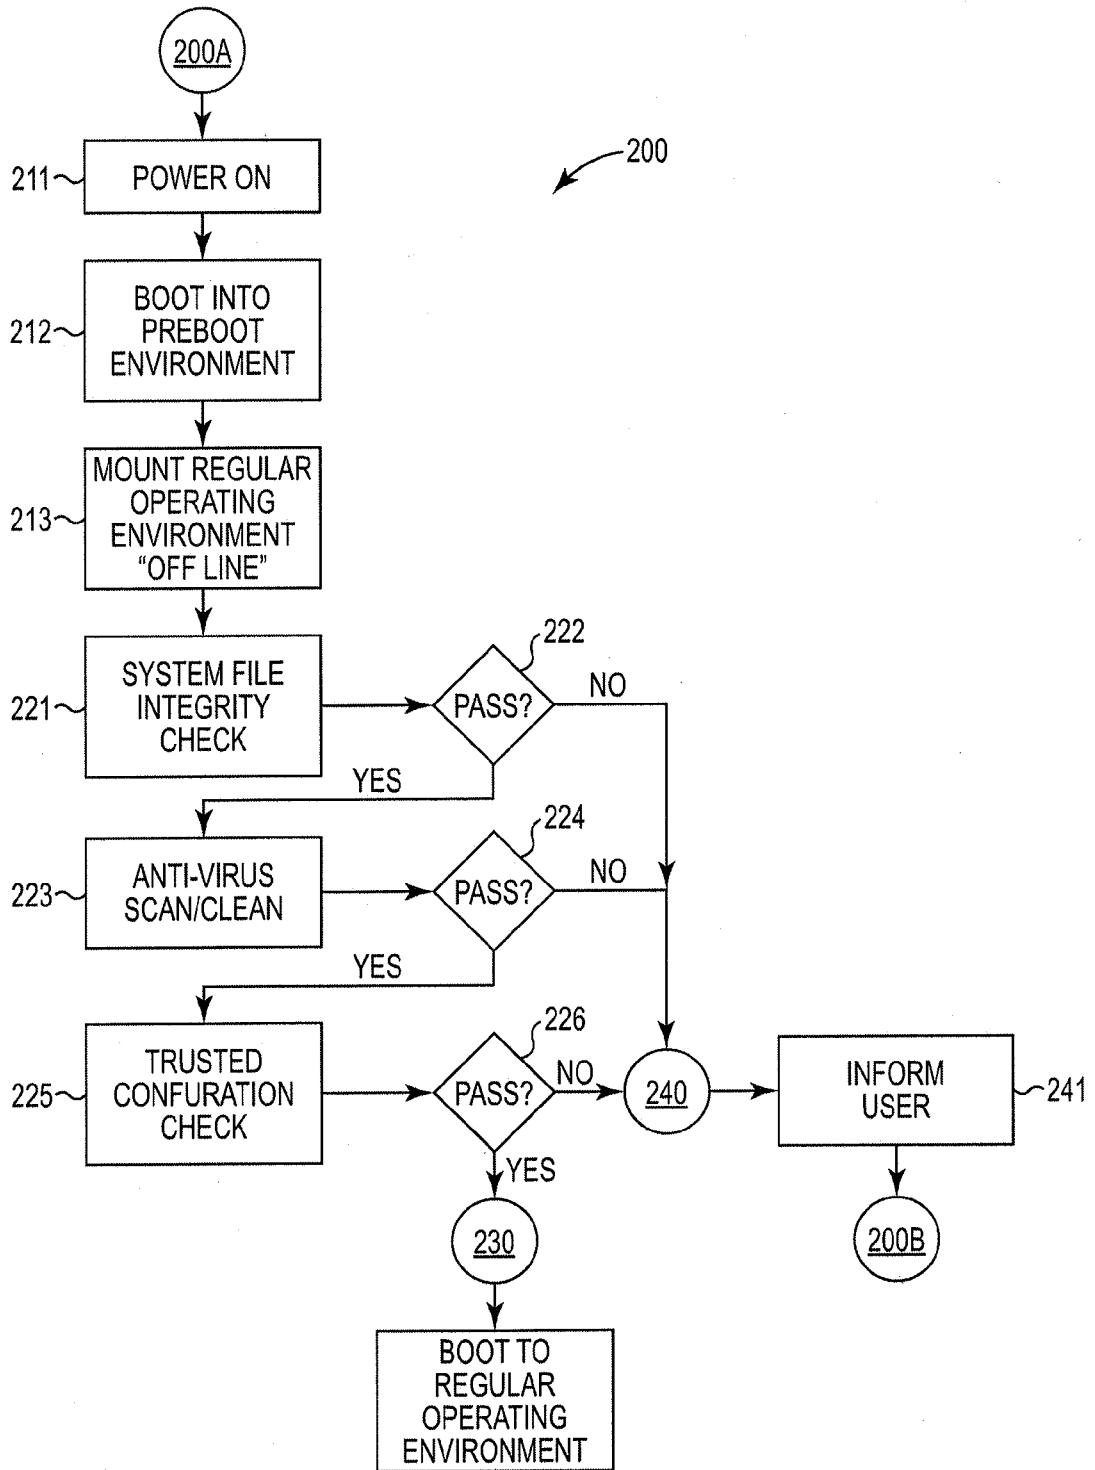 200A
200
211
POWER ON
212
BOOT INTO
PREBOOT
ENVIRONMENT
213
MOUNT REGULAR
OPERATING
ENVIRONMENT
“OFF LINE”
221
SYSTEM FILE
INTEGRITY
CHECK
222
PASS?
NO
YES
223
ANTI-VIRUS
SCAN/CLEAN
224
PASS?
NO
YES
225
TRUSTED
CONFURATION
CHECK
226
PASS?
NO
240
INFORM
USER
241
YES
230
200B
BOOT TO
REGULAR
OPERATING
ENVIRONMENT